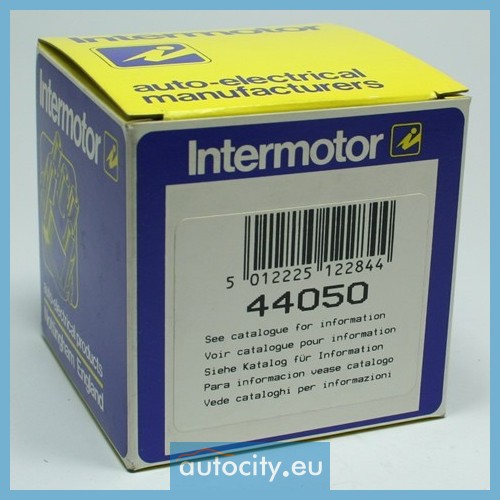 auto-electrical
manufacturers
Intermotor
auto-electrical products
Nottingham England
Intermotor
5 012225 122844
44050
See catalogue for information
Voir catalogue pour information
Siehe Katalog für Information
Para informacion vease catalogo
Vede cataloghi per informazioni
autocity.eu